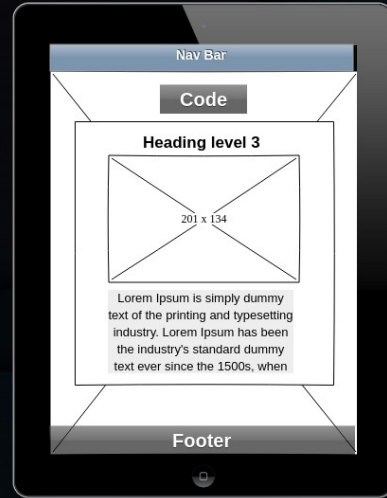 Nav Bar
Code
Heading level 3
201 x 134
Lorem Ipsum is simply dummy
text of the printing and typesetting
industry. Lorem Ipsum has been
the industry's standard dummy
text ever since the 1500s, when
Footer